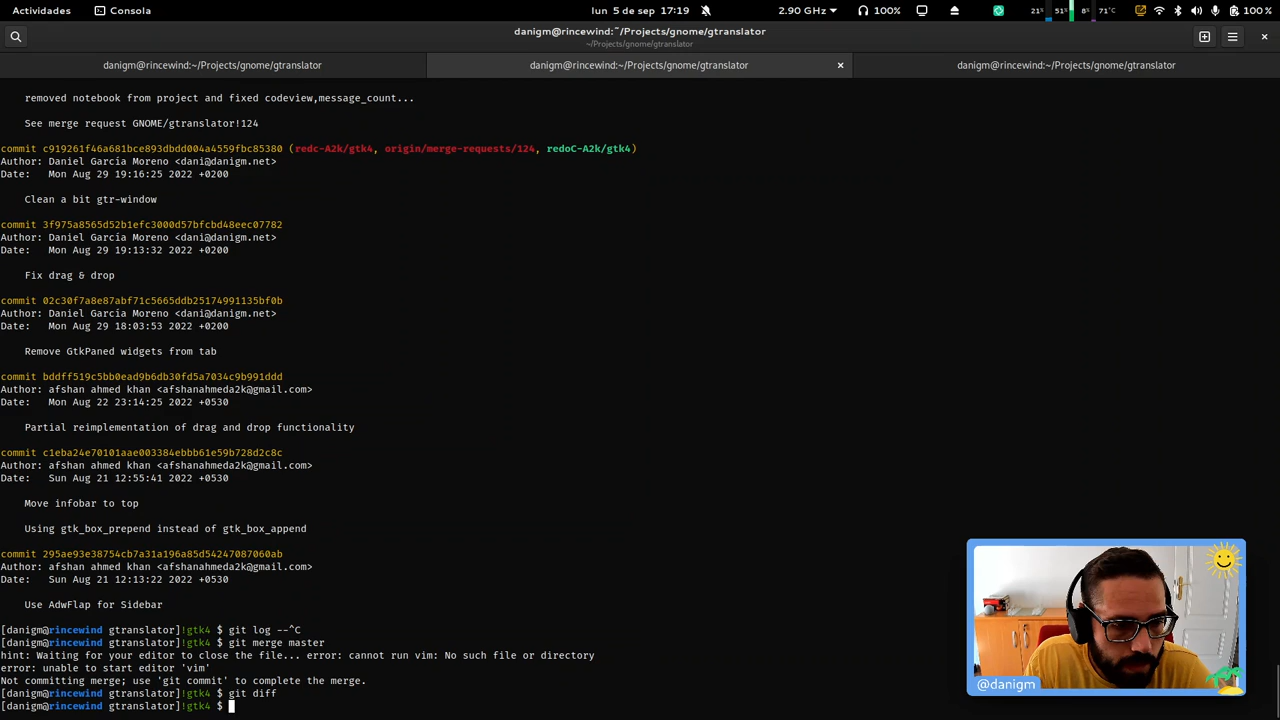 Actividades Consola lun 5 de sep 17:19 2.90 GHz 100% 21% 51% 8% 71°C 100 %
danigm@rincewind:~/Projects/gnome/gtranslator
~/Projects/gnome/gtranslator
danigm@rincewind:~/Projects/gnome/gtranslator danigm@rincewind:~/Projects/gnome/gtranslator danigm@rincewind:~/Projects/gnome/gtranslator
removed notebook from project and fixed codeview,message_count...
See merge request GNOME/gtranslator!124
commit c919261f46a681bce893dbdd004a4559fbc85380 (redc-A2k/gtk4, origin/merge-requests/124, redoC-A2k/gtk4)
Author: Daniel García Moreno <dani@danigm.net>
Date: Mon Aug 29 19:16:25 2022 +0200
Clean a bit gtr-window
commit 3f975a8565d52b1efc3000d57bfcbd48eec07782
Author: Daniel García Moreno <dani@danigm.net>
Date: Mon Aug 29 19:13:32 2022 +0200
Fix drag & drop
commit 02c30f7a8e87abf71c5665ddb25174991135bf0b
Author: Daniel García Moreno <dani@danigm.net>
Date: Mon Aug 29 18:03:53 2022 +0200
Remove GtkPaned widgets from tab
commit bddff519c5bb0ead9b6db30fd5a7034c9b991ddd
Author: afshan ahmed khan <afshanahmeda2k@gmail.com>
Date: Mon Aug 22 23:14:25 2022 +0530
Partial reimplementation of drag and drop functionality
commit c1eba24e70101aae003384ebbb61e59b728d2c8c
Author: afshan ahmed khan <afshanahmeda2k@gmail.com>
Date: Sun Aug 21 12:55:41 2022 +0530
Move infobar to top
Using gtk_box_prepend instead of gtk_box_append
commit 295ae93e38754cb7a31a196a85d54247087060ab
Author: afshan ahmed khan <afshanahmeda2k@gmail.com>
Date: Sun Aug 21 12:13:22 2022 +0530
Use AdwFlap for Sidebar
[danigm@rincewind gtranslator]!gtk4 $ git log --^C
[danigm@rincewind gtranslator]!gtk4 $ git merge master
hint: Waiting for your editor to close the file... error: cannot run vim: No such file or directory
error: unable to start editor 'vim'
Not committing merge; use 'git commit' to complete the merge.
[danigm@rincewind gtranslator]!gtk4 $ git diff
[danigm@rincewind gtranslator]!gtk4 $
@danigm